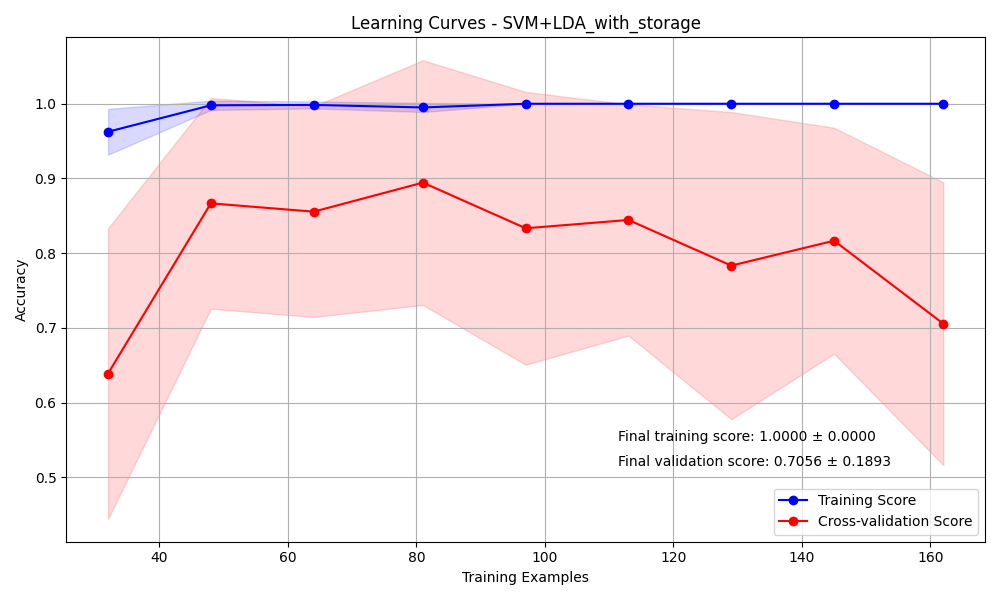 Learning Curves - SVM+LDA_with_storage
Accuracy
1.0
0.9
0.8
0.7
0.6
0.5
Final training score: 1.0000 ± 0.0000
Final validation score: 0.7056 ± 0.1893
Training Score
Cross-validation Score
40 60 80 100 120 140 160
Training Examples